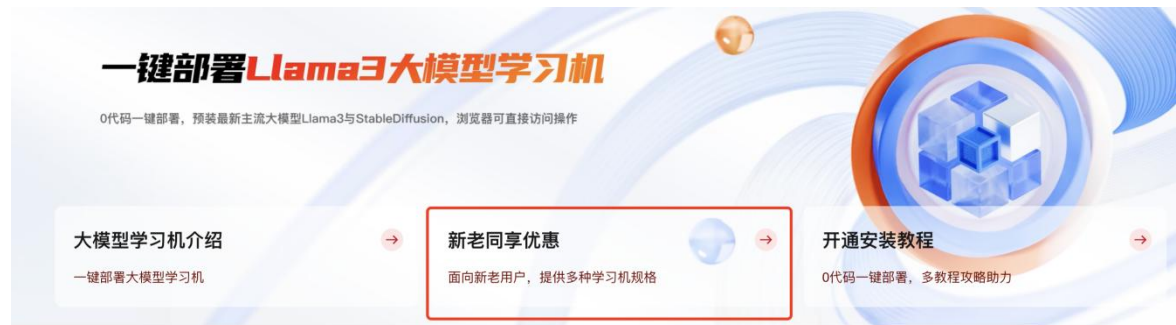 一键部署Llama3大模型学习机
0代码一键部署，预装最新主流大模型Llama3与StableDiffusion，浏览器可直接访问操作
大模型学习机介绍
一键部署大模型学习机
新老同享优惠
面向新老用户，提供多种学习机规格
开通安装教程
0代码一键部署，多教程攻略助力